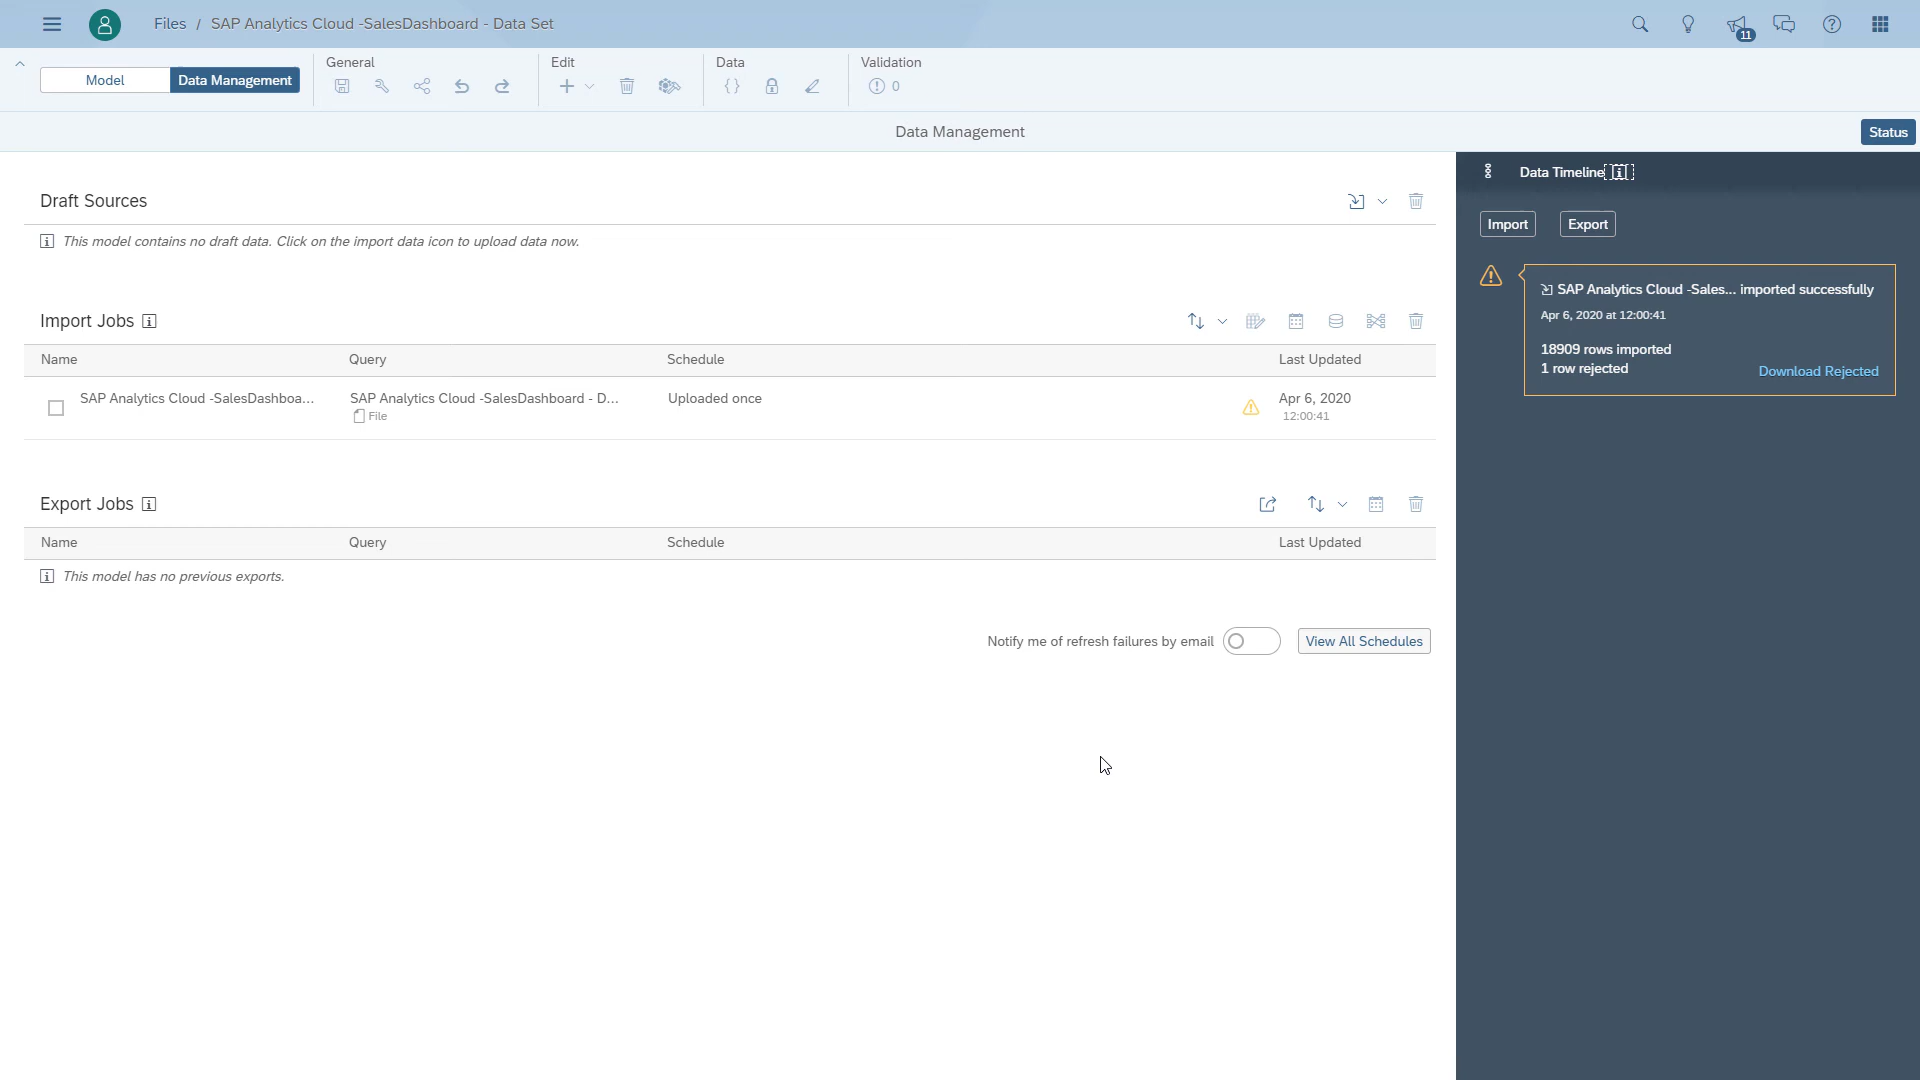 Files / SAP Analytics Cloud -SalesDashboard - Data Set
11
Model
Data Management
General
Edit
Data
Validation
0
Data Management
Status
Draft Sources
This model contains no draft data. Click on the import data icon to upload data now.
Import Jobs
Name Query Schedule Last Updated
SAP Analytics Cloud -SalesDashboa... SAP Analytics Cloud -SalesDashboard - D... Uploaded once Apr 6, 2020
File 12:00:41
Export Jobs
Name Query Schedule Last Updated
This model has no previous exports.
Notify me of refresh failures by email View All Schedules
Data Timeline
Import Export
SAP Analytics Cloud -Sales... imported successfully
Apr 6, 2020 at 12:00:41
18909 rows imported
1 row rejected
Download Rejected